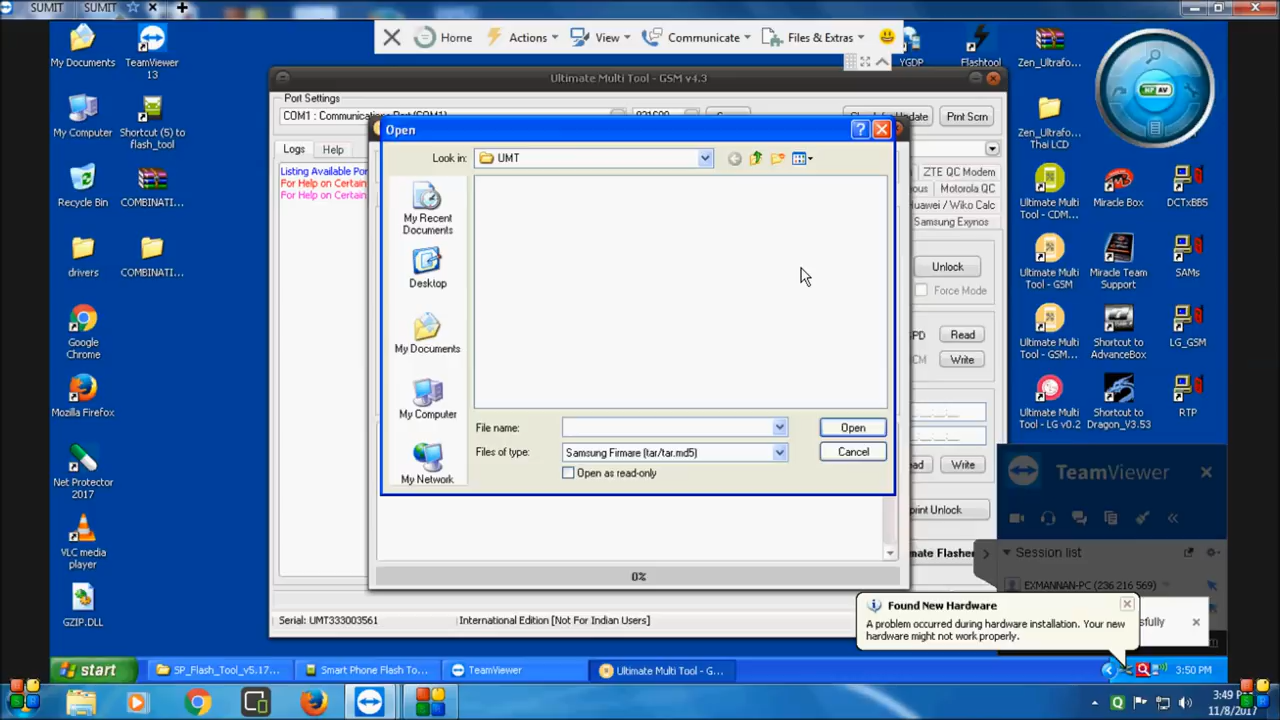 SUMIT
SUMIT
Home
Actions
View
Communicate
Files & Extras
My Documents
TeamViewer
13
My Computer
Shortcut (5) to
flash_tool
Recycle Bin
COMBINATI...
drivers
COMBINATI...
Google
Chrome
Mozilla Firefox
Net Protector
2017
VLC media
player
GZIP.DLL
Ultimate Multi Tool - GSM v4.3
Port Settings
COM1 : Communications Port (COM1)
921600
Check for Update
Prnt Scrn
Logs
Help
Listing Available Por
For Help on Certain
For Help on Certain
ZTE QC Modem
Motorola QC
Huawei / Wiko Calc
Samsung Exynos
Unlock
Force Mode
Read
Write
Write
print Unlock
Open
Look in:
UMT
My Recent
Documents
Desktop
My Documents
My Computer
My Network
File name:
Open
Files of type:
Samsung Firmare (tar/tar.md5)
Cancel
Open as read-only
0%
Serial: UMT333003561
International Edition [Not For Indian Users]
YGDP
Flashtool
Zen_Ultrafo...
NP AV
Zen_Ultrafo...
Thai LCD
Ultimate Multi
Tool - CDM...
Miracle Box
DCTxBB5
Ultimate Multi
Tool - GSM
Miracle Team
Support
SAMs
Ultimate Multi
Tool - GSM...
Shortcut to
AdvanceBox
LG_GSM
Ultimate Multi
Tool - LG v0.2
Shortcut to
Dragon_V3.53
RTP
TeamViewer
Session list
EXMANNAN-PC (236 216 569)
Found New Hardware
A problem occurred during hardware installation. Your new
hardware might not work properly.
start
SP_Flash_Tool_v5.17...
Smart Phone Flash To...
TeamViewer
Ultimate Multi Tool - G...
3:50 PM
3:49 PM
11/8/2017